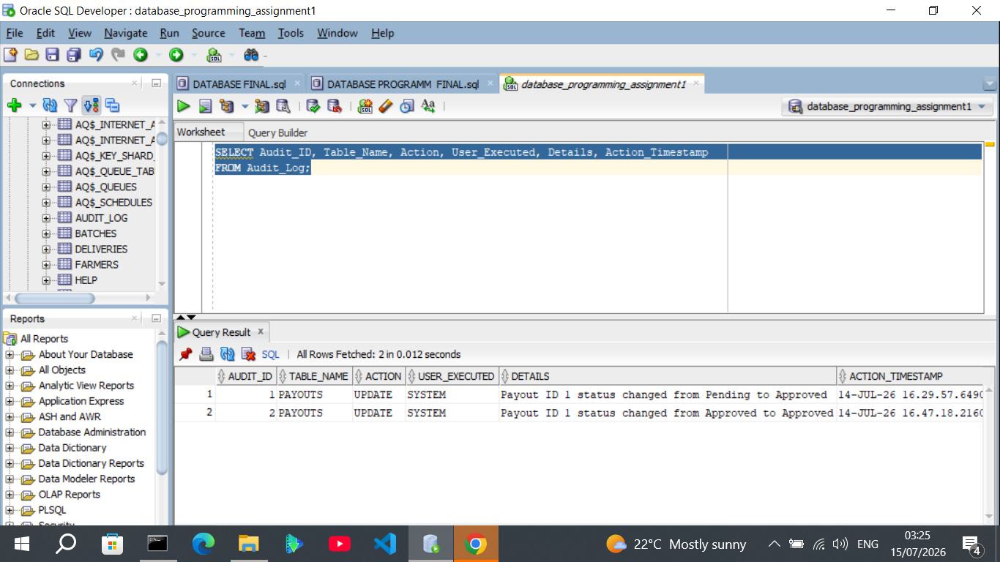 Oracle SQL Developer : database_programming_assignment1
File Edit View Navigate Run Source Team Tools Window Help
Connections
DATABASE FINAL.sql
DATABASE PROGRAMM FINAL.sql
database_programming_assignment1
database_programming_assignment1
AQ$_INTERNET_A
AQ$_INTERNET_A
AQ$_KEY_SHARD_
AQ$_QUEUE_TAB
AQ$_QUEUES
AQ$_SCHEDULES
AUDIT_LOG
BATCHES
DELIVERIES
FARMERS
HELP
Worksheet Query Builder
SELECT Audit_ID, Table_Name, Action, User_Executed, Details, Action_Timestamp
FROM Audit_Log;
Reports
All Reports
About Your Database
All Objects
Analytic View Reports
Application Express
ASH and AWR
Database Administration
Data Dictionary
Data Dictionary Reports
Data Modeler Reports
OLAP Reports
PLSQL
Security
Query Result
SQL | All Rows Fetched: 2 in 0.012 seconds
AUDIT_ID TABLE_NAME ACTION USER_EXECUTED DETAILS ACTION_TIMESTAMP
1 1 PAYOUTS UPDATE SYSTEM Payout ID 1 status changed from Pending to Approved 14-JUL-26 16.29.57.6490
2 2 PAYOUTS UPDATE SYSTEM Payout ID 1 status changed from Approved to Approved 14-JUL-26 16.47.18.2160
22°C Mostly sunny
ENG
03:25
15/07/2026
4